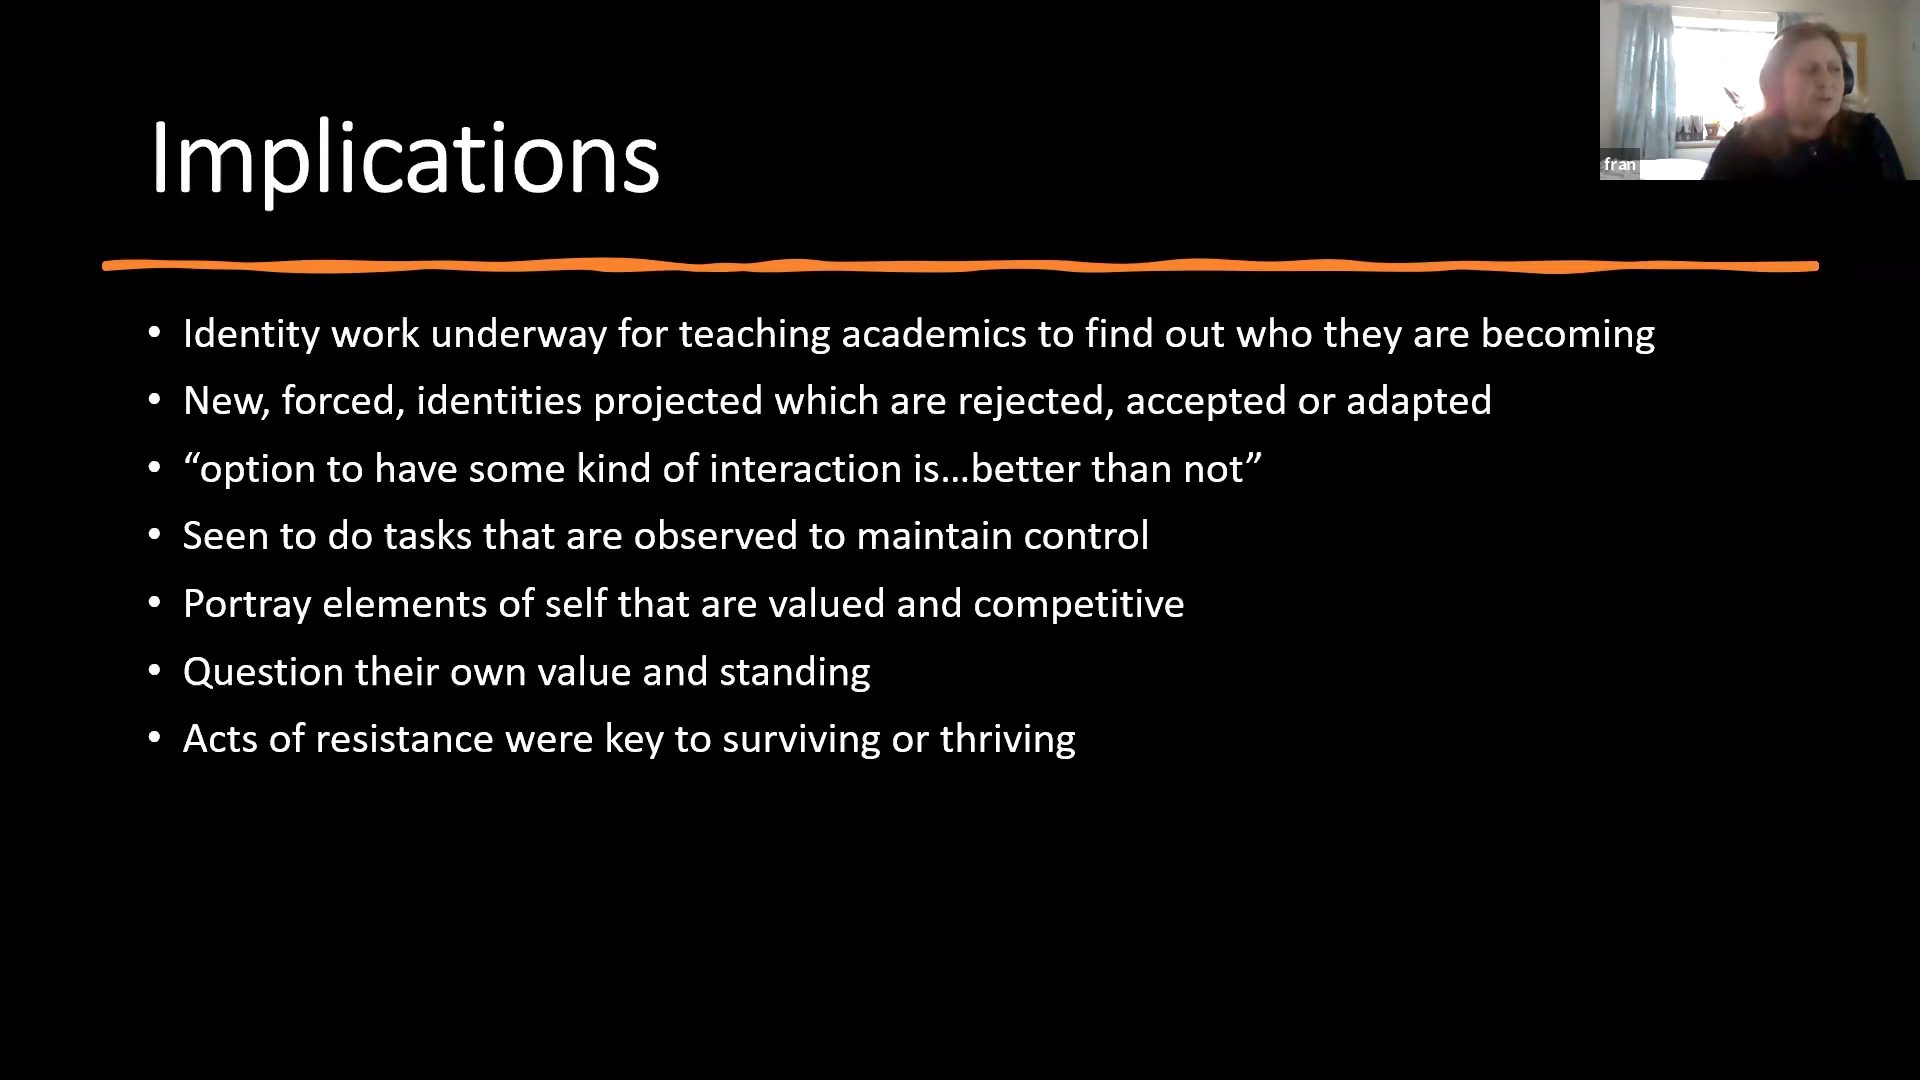 fran
Implications
• Identity work underway for teaching academics to find out who they are becoming
• New, forced, identities projected which are rejected, accepted or adapted
• “option to have some kind of interaction is…better than not”
• Seen to do tasks that are observed to maintain control
• Portray elements of self that are valued and competitive
• Question their own value and standing
• Acts of resistance were key to surviving or thriving